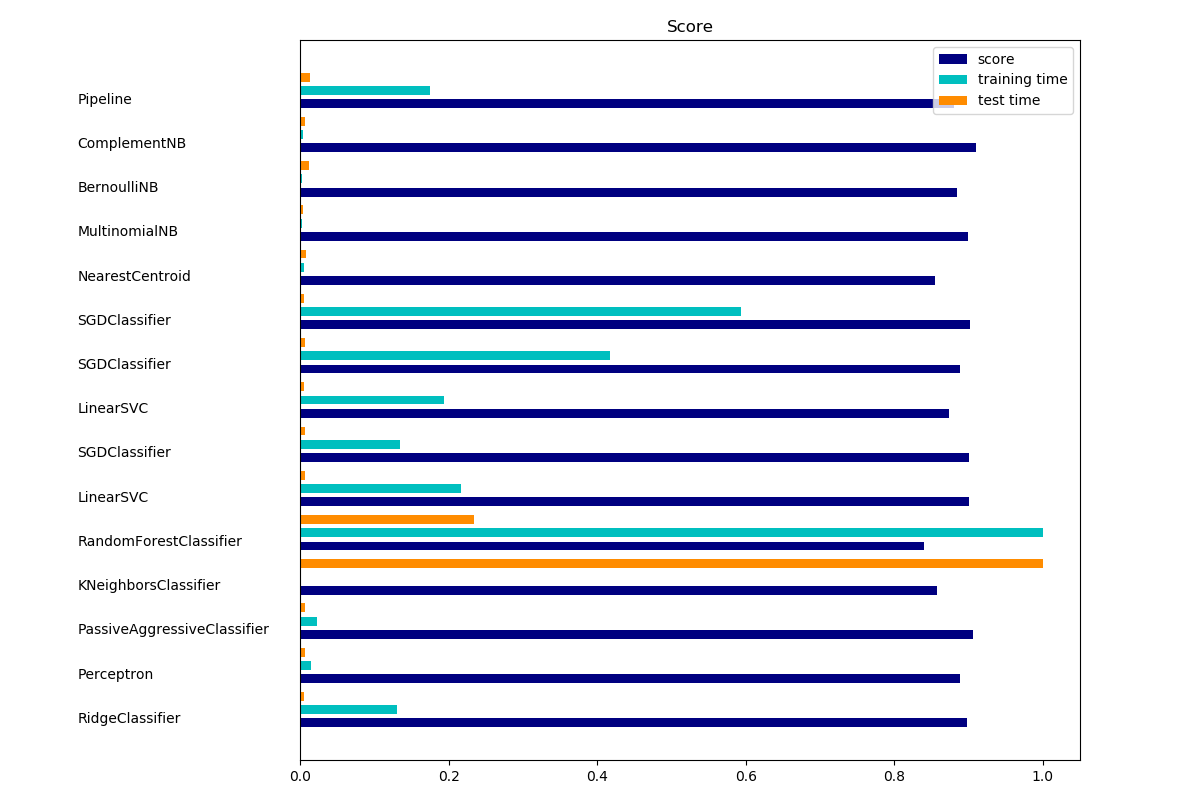 Score
score
training time
test time
Pipeline
ComplementNB
BernoulliNB
MultinomialNB
NearestCentroid
SGDClassifier
SGDClassifier
LinearSVC
SGDClassifier
LinearSVC
RandomForestClassifier
KNeighborsClassifier
PassiveAggressiveClassifier
Perceptron
RidgeClassifier
0.0 0.2 0.4 0.6 0.8 1.0